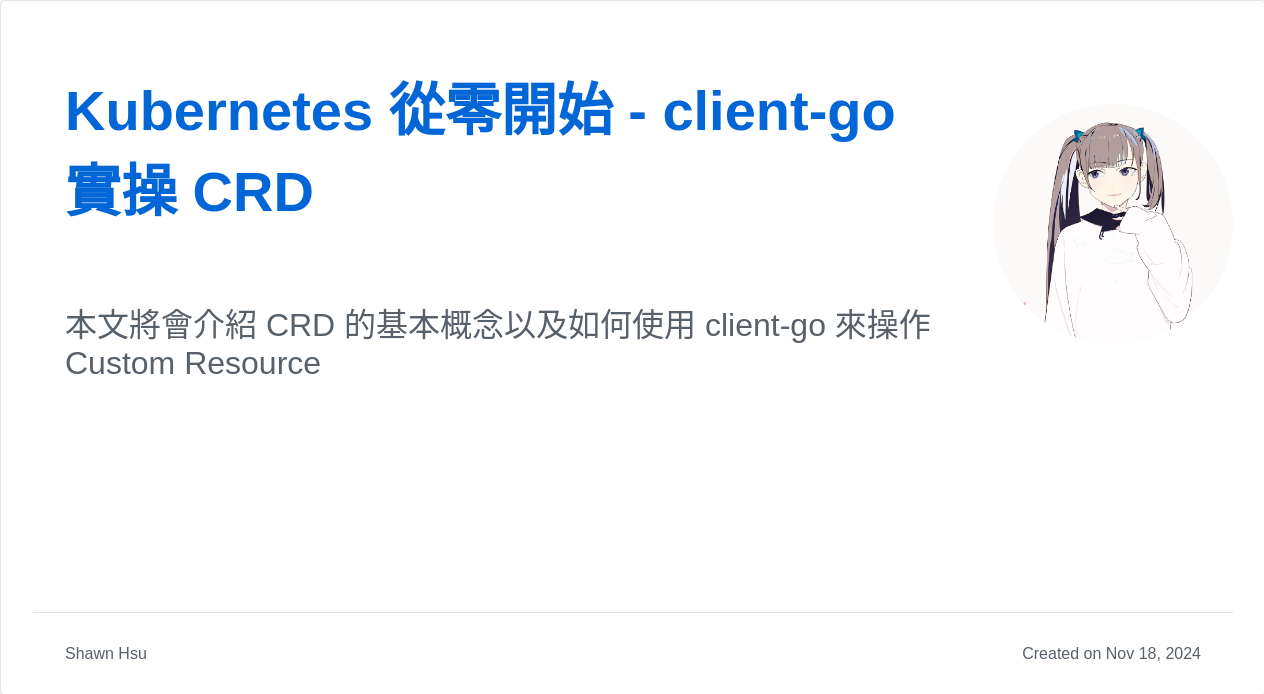 Kubernetes 從零開始 - client-go
實操 CRD
本文將會介紹 CRD 的基本概念以及如何使用 client-go 來操作
Custom Resource
Shawn Hsu
Created on Nov 18, 2024